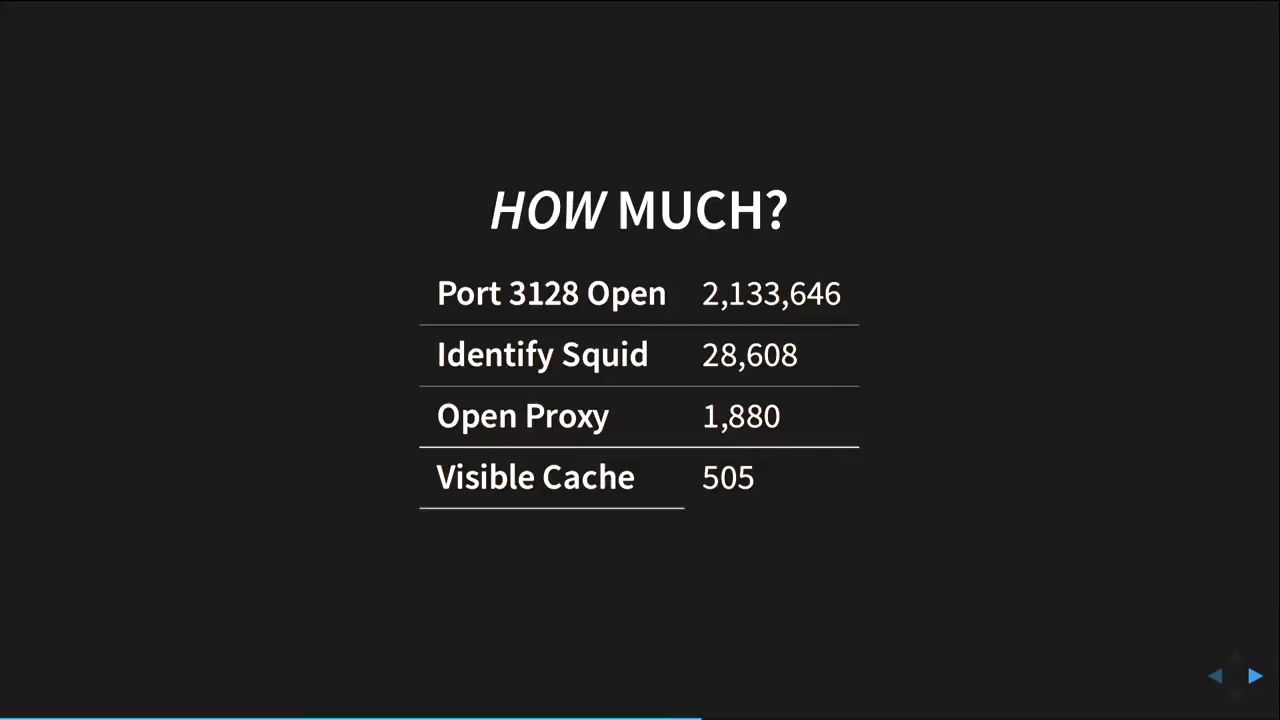 HOW MUCH?
Port 3128 Open 2,133,646
Identify Squid 28,608
Open Proxy 1,880
Visible Cache 505